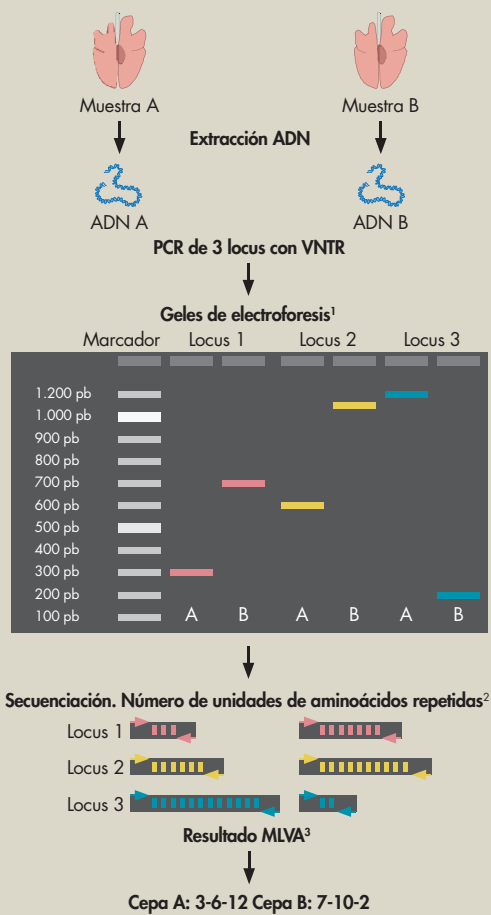 Muestra A
Muestra B
Extracción ADN
ADN A
ADN B
PCR de 3 locus con VNTR
Geles de electroforesis¹
Marcador Locus 1 Locus 2 Locus 3
1.200 pb
1.000 pb
900 pb
800 pb
700 pb
600 pb
500 pb
400 pb
300 pb
200 pb
100 pb A B A B A B
Secuenciación. Número de unidades de aminoácidos repetidas²
Locus 1
Locus 2
Locus 3
Resultado MLVA³
Cepa A: 3-6-12 Cepa B: 7-10-2